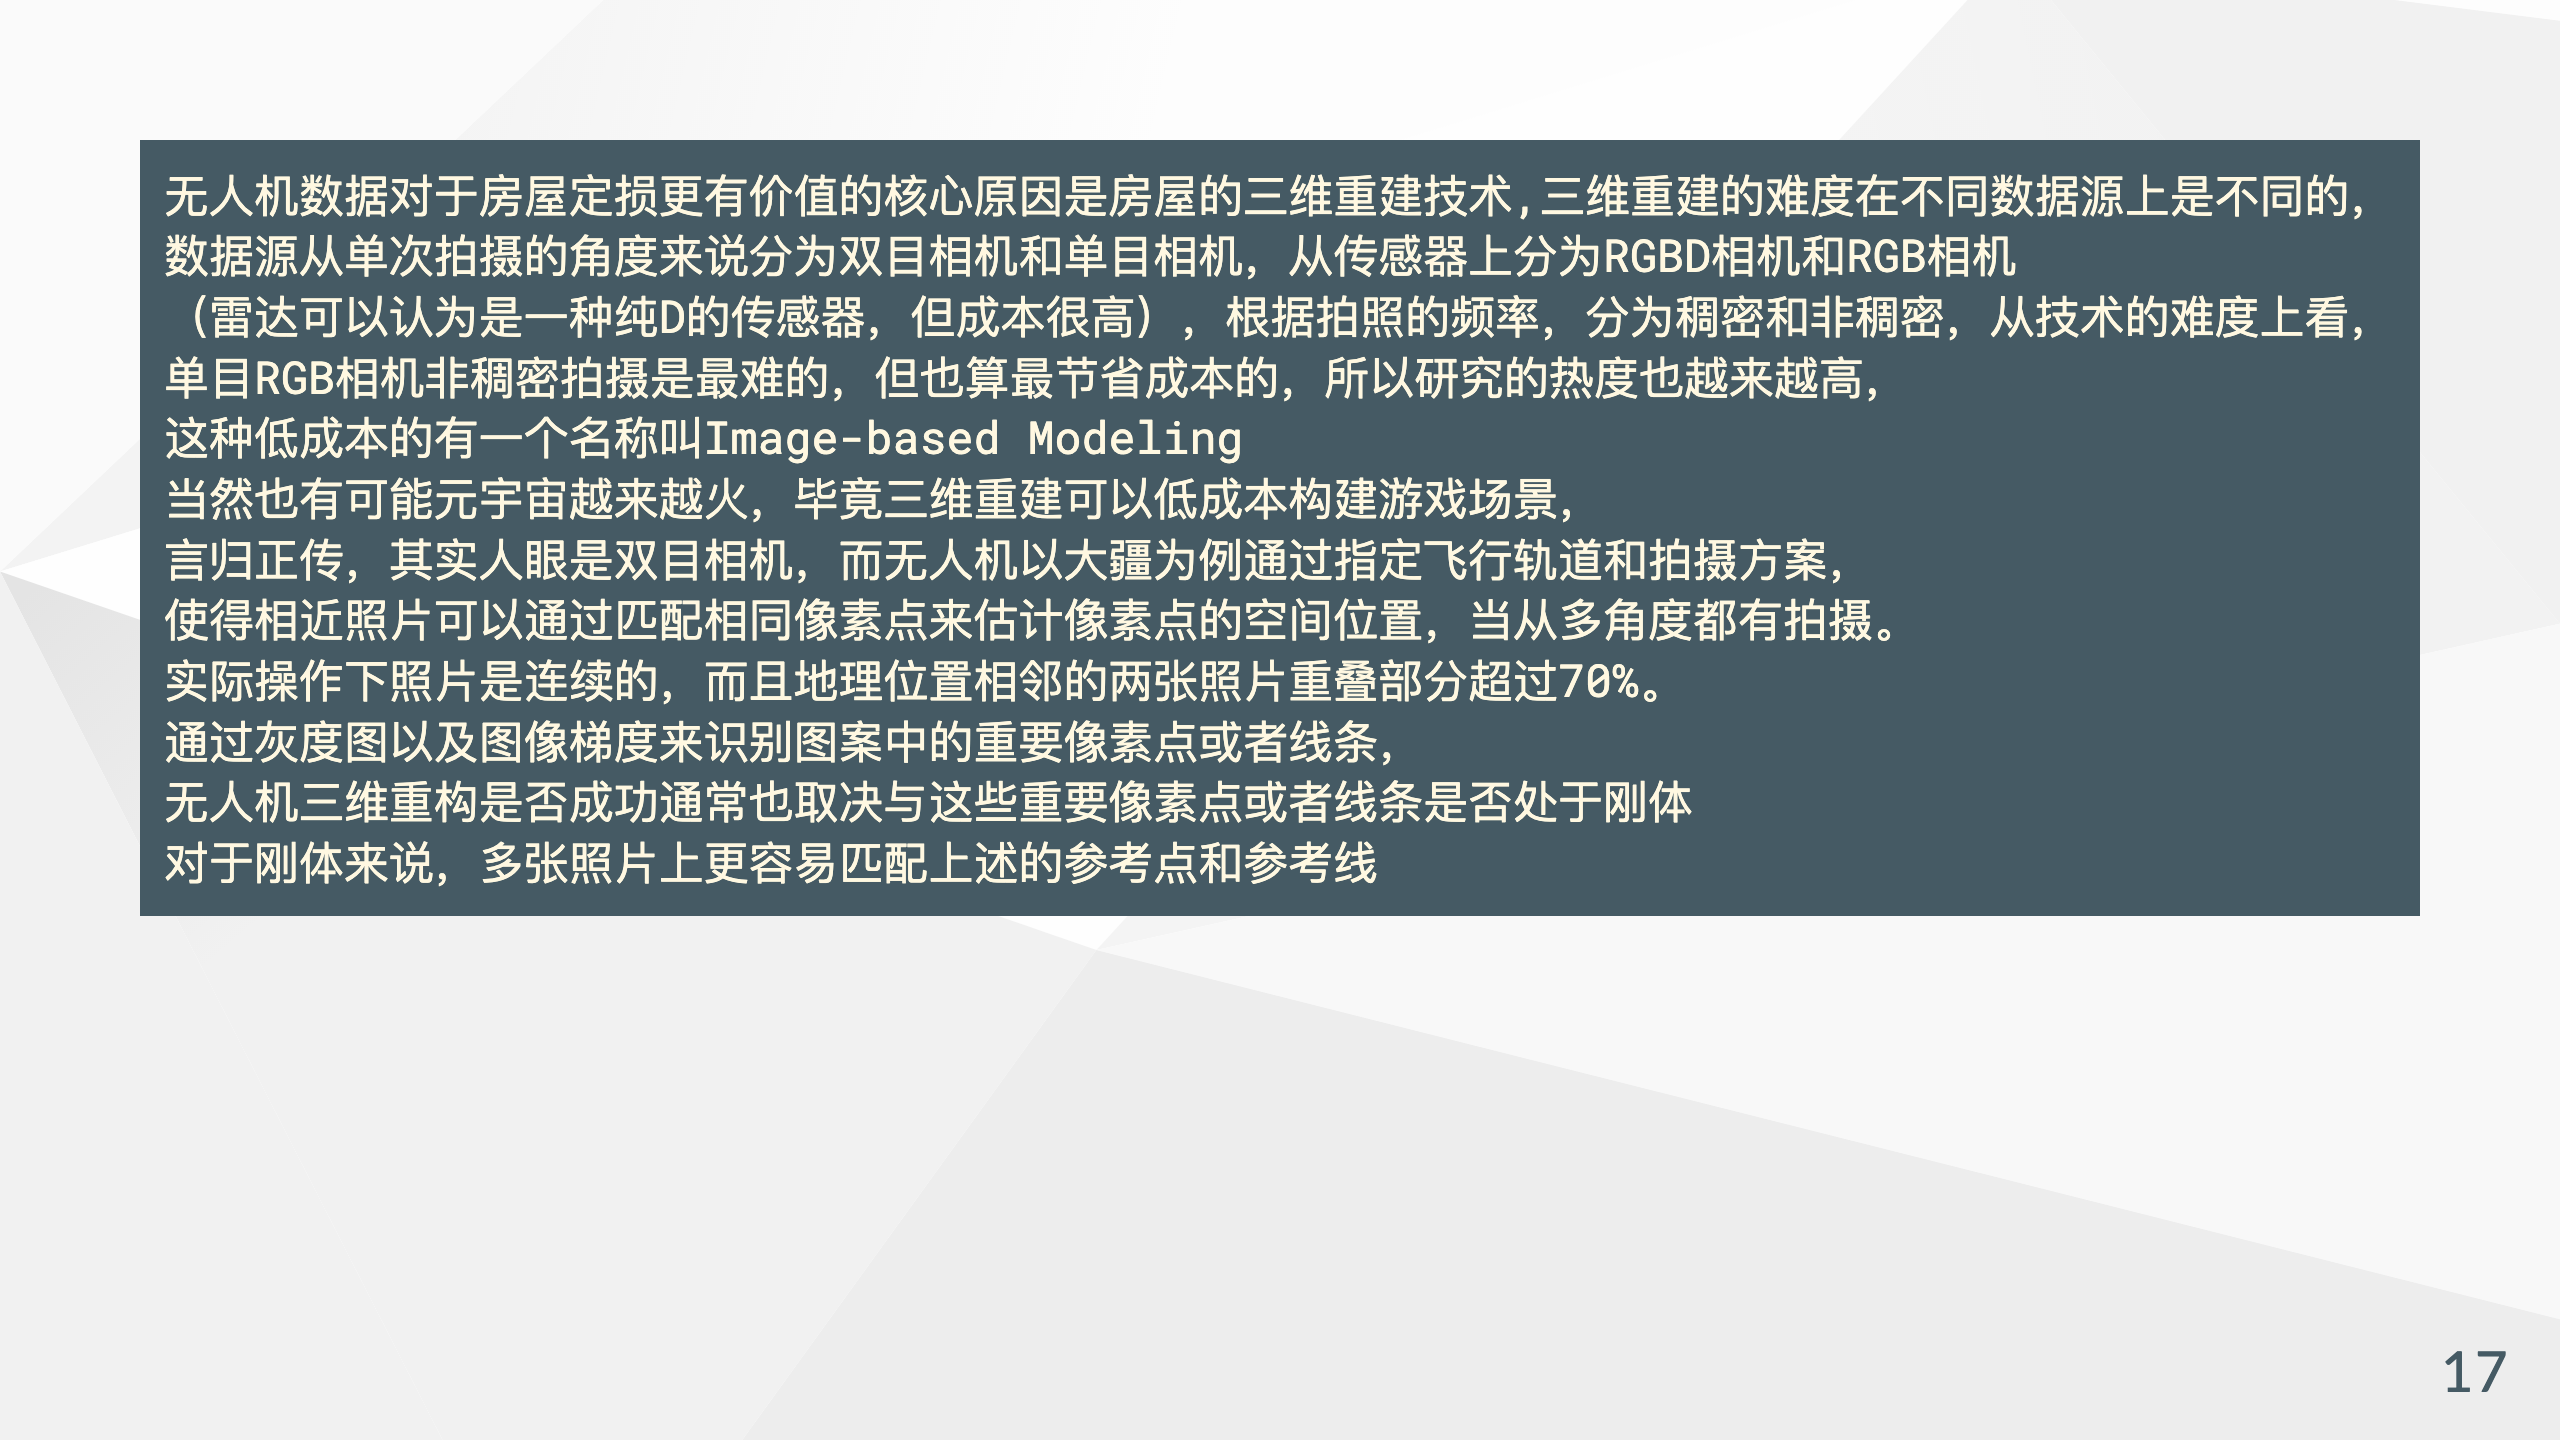 无人机数据对于房屋定损更有价值的核心原因是房屋的三维重建技术,三维重建的难度在不同数据源上是不同的，
数据源从单次拍摄的角度来说分为双目相机和单目相机，从传感器上分为RGBD相机和RGB相机
（雷达可以认为是一种纯D的传感器，但成本很高），根据拍照的频率，分为稠密和非稠密，从技术的难度上看，
单目RGB相机非稠密拍摄是最难的，但也算最节省成本的，所以研究的热度也越来越高，
这种低成本的有一个名称叫Image-based Modeling
当然也有可能元宇宙越来越火，毕竟三维重建可以低成本构建游戏场景，
言归正传，其实人眼是双目相机，而无人机以大疆为例通过指定飞行轨道和拍摄方案，
使得相近照片可以通过匹配相同像素点来估计像素点的空间位置，当从多角度都有拍摄。
实际操作下照片是连续的，而且地理位置相邻的两张照片重叠部分超过70%。
通过灰度图以及图像梯度来识别图案中的重要像素点或者线条，
无人机三维重构是否成功通常也取决与这些重要像素点或者线条是否处于刚体
对于刚体来说，多张照片上更容易匹配上述的参考点和参考线
17